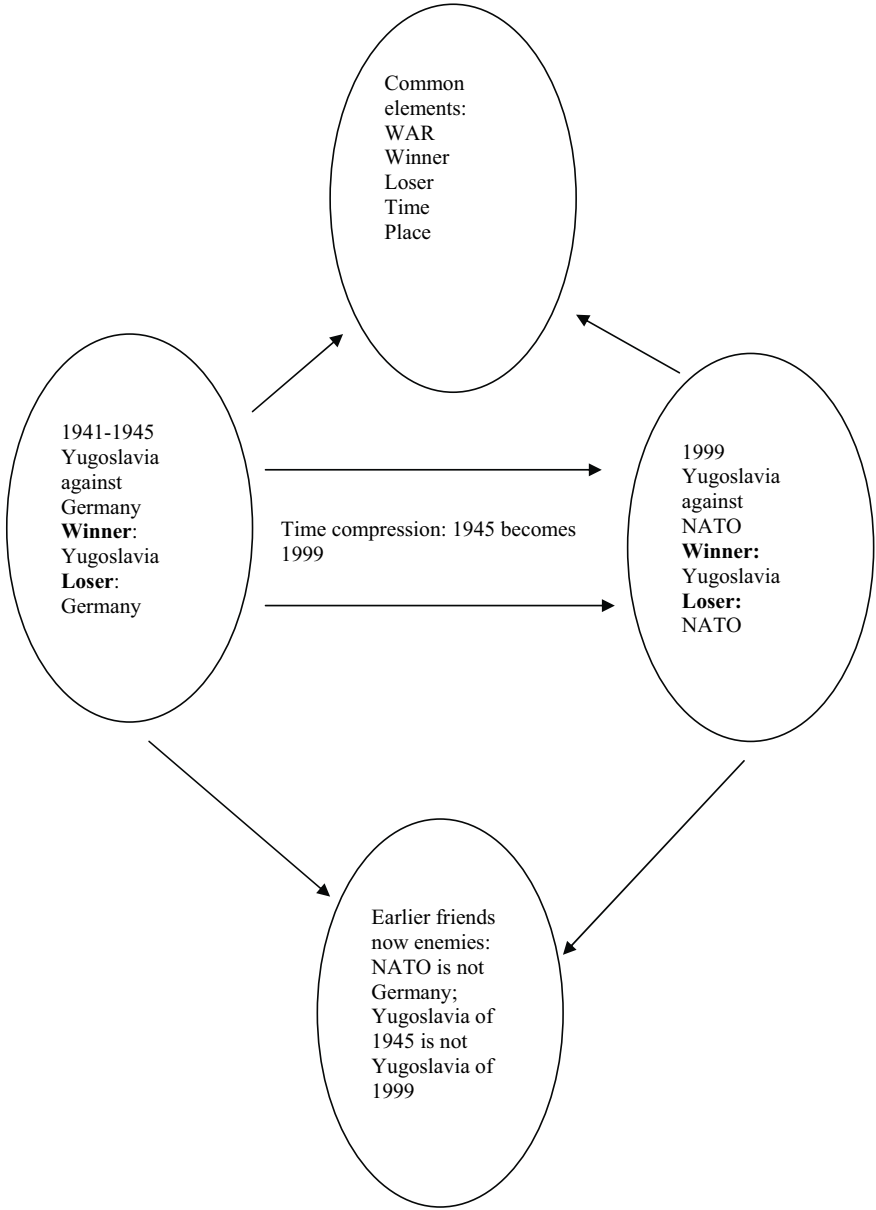 Common
elements:
WAR
Winner
Loser
Time
Place
1941-1945
Yugoslavia
against
Germany
Winner:
Yugoslavia
Loser:
Germany
Time compression: 1945 becomes
1999
1999
Yugoslavia
against
NATO
Winner:
Yugoslavia
Loser:
NATO
Earlier friends
now enemies:
NATO is not
Germany;
Yugoslavia of
1945 is not
Yugoslavia of
1999